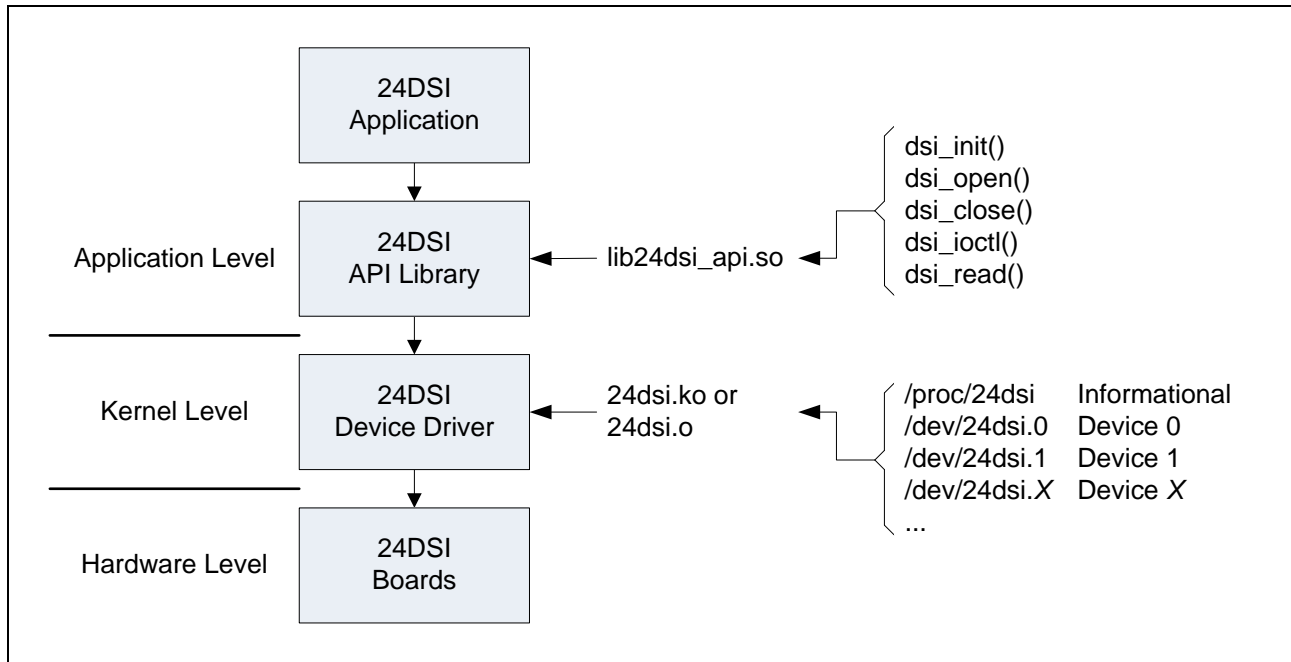 24DSI
Application
Application Level
24DSI
API Library
lib24dsi_api.so
dsi_init()
dsi_open()
dsi_close()
dsi_ioctl()
dsi_read()
Kernel Level
24DSI
Device Driver
24dsi.ko or
24dsi.o
/proc/24dsi Informational
/dev/24dsi.0 Device 0
/dev/24dsi.1 Device 1
/dev/24dsi.X Device X
...
Hardware Level
24DSI
Boards